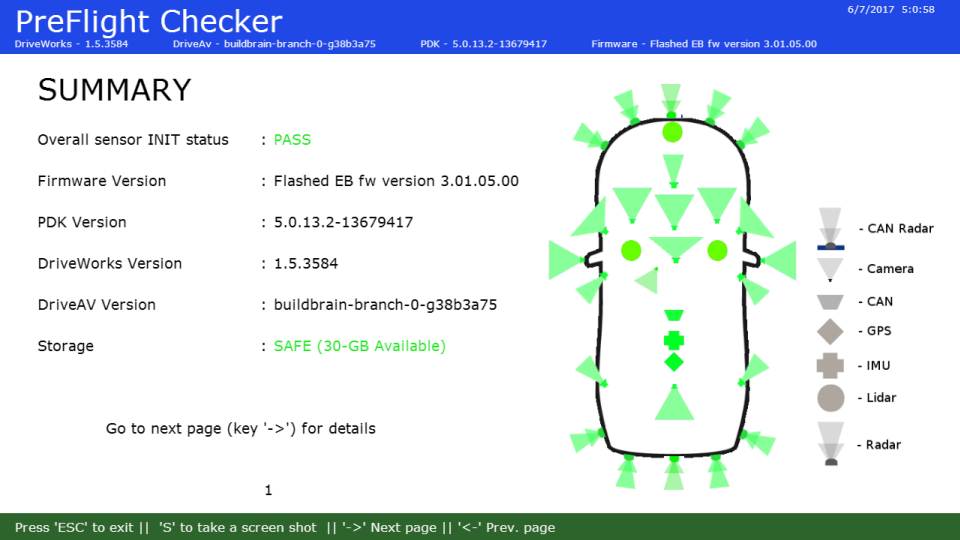 PreFlight Checker
6/7/2017 5:0:58
DriveWorks - 1.5.3584 DriveAv - buildbrain-branch-0-g38b3a75 PDK - 5.0.13.2-13679417 Firmware - Flashed EB fw version 3.01.05.00
SUMMARY
Overall sensor INIT status : PASS
Firmware Version : Flashed EB fw version 3.01.05.00
PDK Version : 5.0.13.2-13679417
DriveWorks Version : 1.5.3584
DriveAV Version : buildbrain-branch-0-g38b3a75
Storage : SAFE (30-GB Available)
Go to next page (key '->') for details
1
- CAN Radar
- Camera
- CAN
- GPS
- IMU
- Lidar
- Radar
Press 'ESC' to exit || 'S' to take a screen shot || '->' Next page || '<-' Prev. page